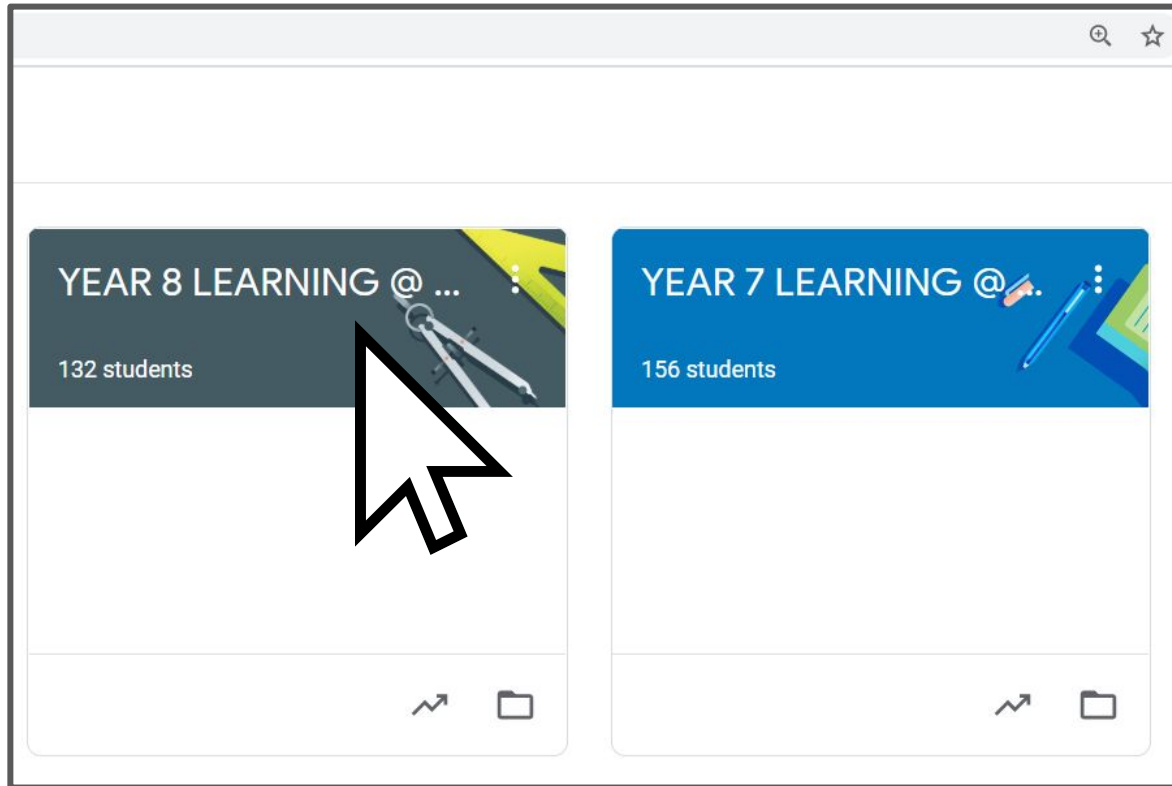 YEAR 8 LEARNING @ ...
132 students
YEAR 7 LEARNING @ ...
156 students